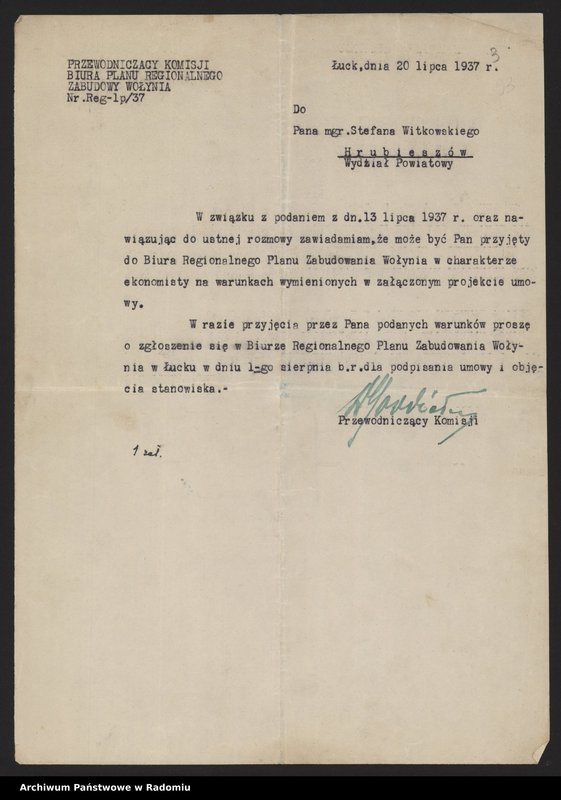 PRZEWODNICZACY KOMISJI
BIURA PLANU REGIONALNEGO
ZABUDOWY WOŁYNIA
Nr.Reg-1p/37
Łuck,dnia 20 lipca 1937 r.
3
Do
Pana mgr.Stefana Witkowskiego
Hrubieszów
Wydział Powiatowy
W związku z podaniem z dn.13 lipca 1937 r. oraz na-
wiązując do ustnej rozmowy zawiadamiam,że może być Pan przyjęty
do Biura Regionalnego Planu Zabudowania Wołynia w charakterze
ekonomisty na warunkach wymienionych w załączonym projekcie umo-
wy.
W razie przyjęcia przez Pana podanych warunków proszę
o zgłoszenie się w Biurze Regionalnego Planu Zabudowania Woły-
nia w Łucku w dniu 1-go sierpnia b.r.dla podpisania umowy i obję-
cia stanowiska.-
Przewodniczący Komisji
1 zał.
Archiwum Państwowe w Radomiu